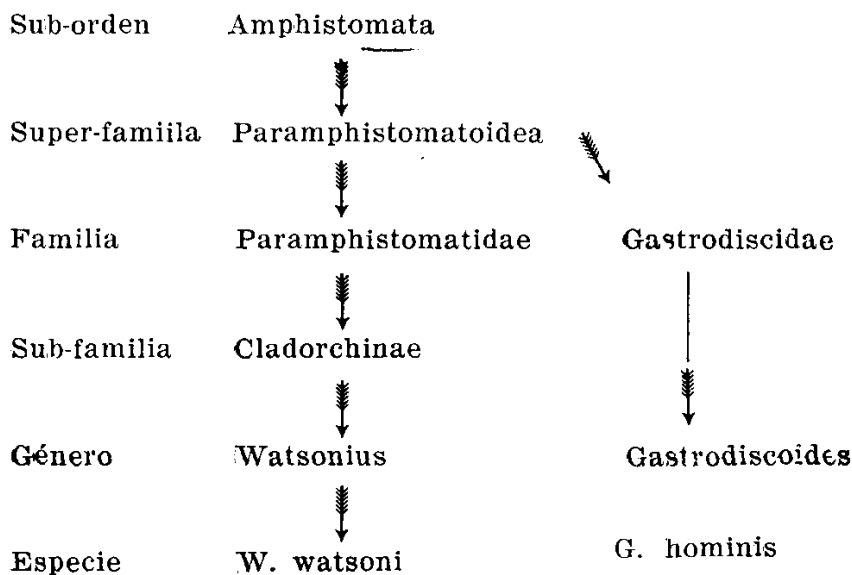 Sub-orden Amphistomata
Super-famiila Paramphistomatoidea
Familia Paramphistomatidae Gastrodiscidae
Sub-familia Cladorchinae
Género Watsonius Gastrodiscoides
Especie W. watsoni G. hominis